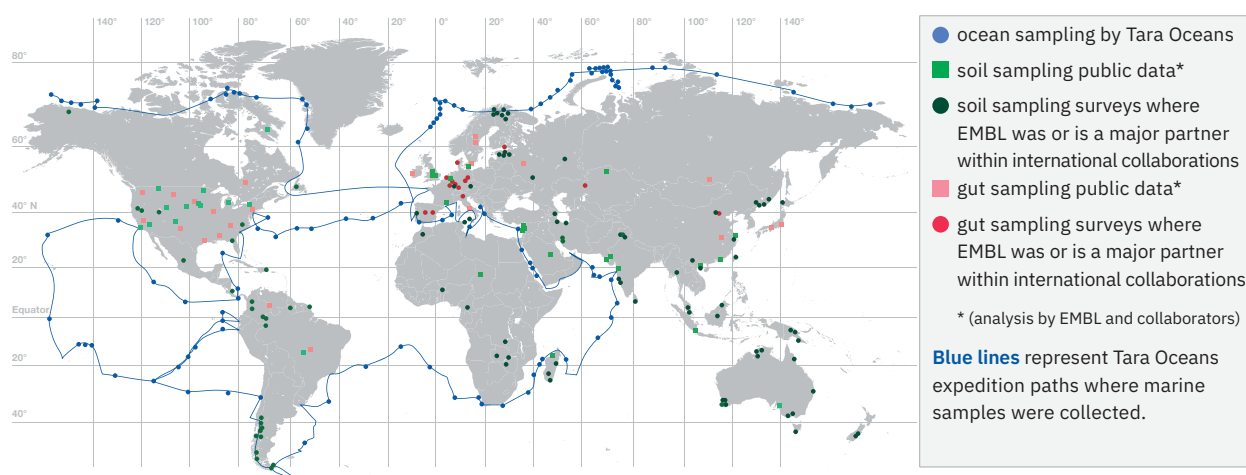 140° 120° 100° 80° 60° 40° 20° 0° 20° 40° 60° 80° 100° 120° 140°
80°
60°
40° N
20°
Equator
20°
40°
ocean sampling by Tara Oceans
soil sampling public data*
soil sampling surveys where
EMBL was or is a major partner
within international collaborations
gut sampling public data*
gut sampling surveys where
EMBL was or is a major partner
within international collaborations
* (analysis by EMBL and collaborators)
Blue lines represent Tara Oceans
expedition paths where marine
samples were collected.